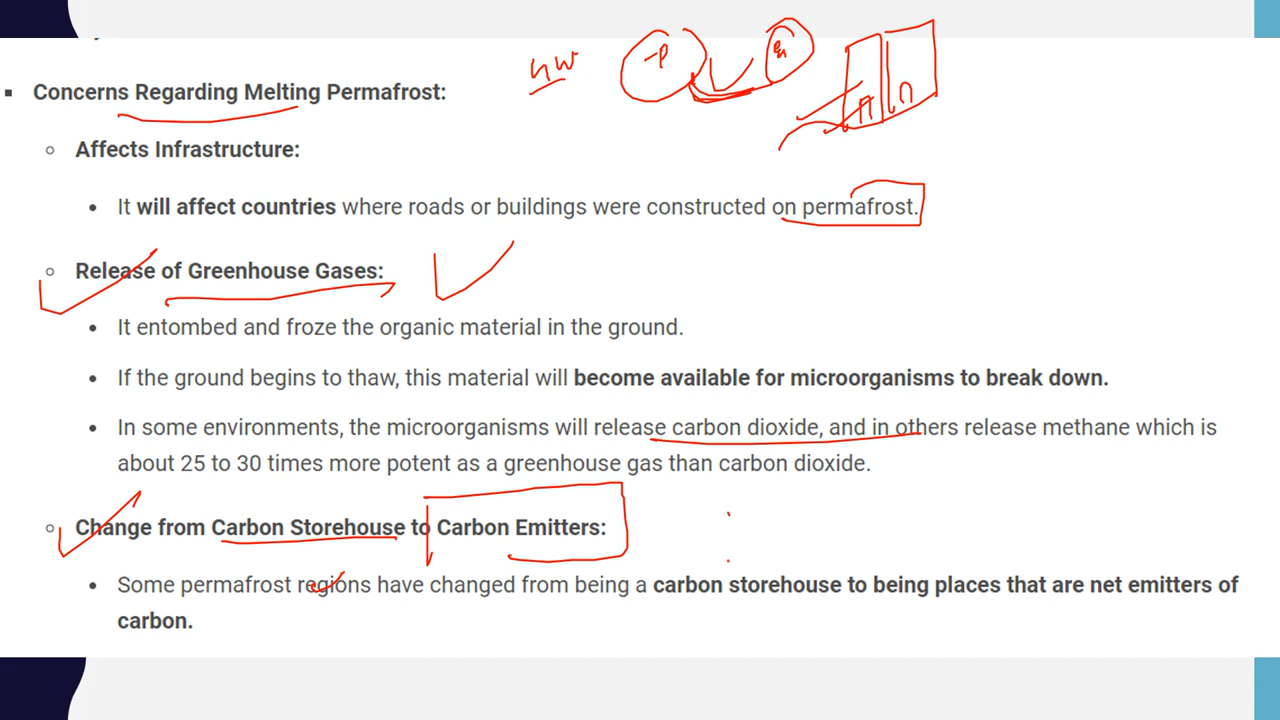 Concerns Regarding Melting Permafrost:
Affects Infrastructure:
It will affect countries where roads or buildings were constructed on permafrost.
Release of Greenhouse Gases:
It entombed and froze the organic material in the ground.
If the ground begins to thaw, this material will become available for microorganisms to break down.
In some environments, the microorganisms will release carbon dioxide, and in others release methane which is
about 25 to 30 times more potent as a greenhouse gas than carbon dioxide.
Change from Carbon Storehouse to Carbon Emitters:
Some permafrost regions have changed from being a carbon storehouse to being places that are net emitters of
carbon.